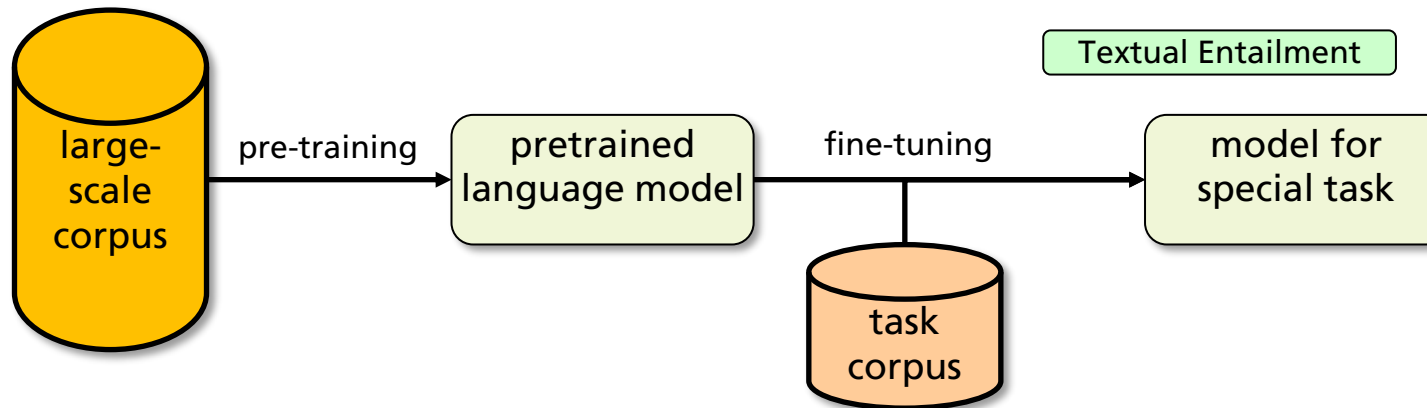 Textual Entailment
large-
scale
corpus
pre-training
pretrained
language model
fine-tuning
model for
special task
task
corpus